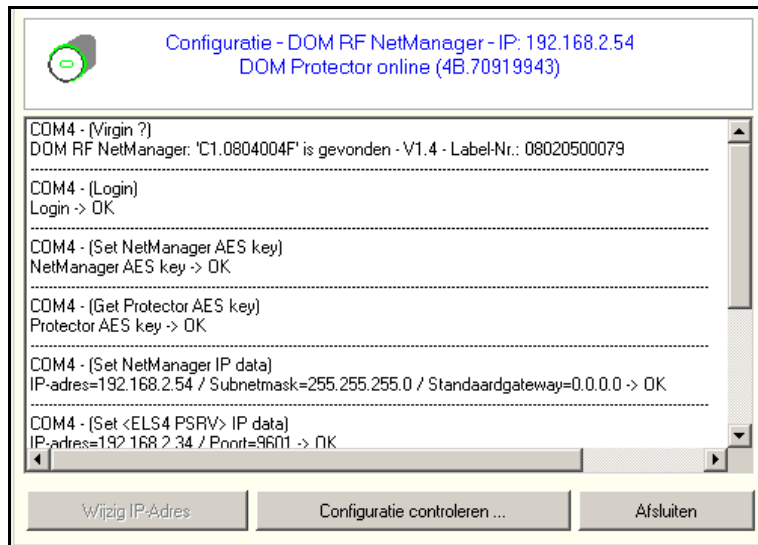 Configuratie - DOM RF NetManager - IP: 192.168.2.54
DOM Protector online (4B.70919943)
COM4 - (Virgin ?)
DOM RF NetManager: 'C1.0804004F' is gevonden - V1.4 - Label-Nr.: 08020500079
COM4 - (Login)
Login -> OK
COM4 - (Set NetManager AES key)
NetManager AES key -> OK
COM4 - (Get Protector AES key)
Protector AES key -> OK
COM4 - (Set NetManager IP data)
IP-adres=192.168.2.54 / Subnetmask=255.255.255.0 / Standaardgateway=0.0.0.0 -> OK
COM4 - (Set <ELS4 PSRV> IP data)
IP-adres=192.168.2.34 / Poort=9601 -> OK
Wijzig IP-Adres
Configuratie controleren ...
Afsluiten